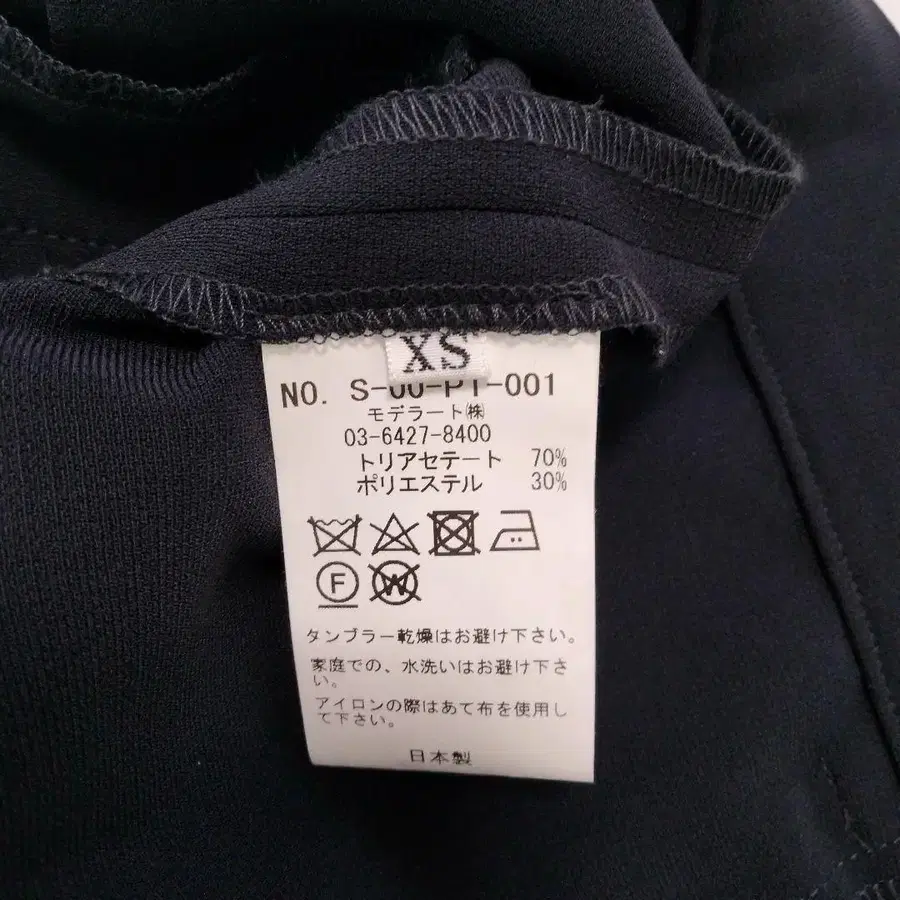 XS
NO. S-00-PT-001
モデラート㈱
03-6427-8400
トリアセテート 70%
ポリエステル 30%
F W
タンブラー乾燥はお避け下さい。
家庭での、水洗いはお避け下さ
い。
アイロンの際はあて布を使用し
て下さい。
日本製